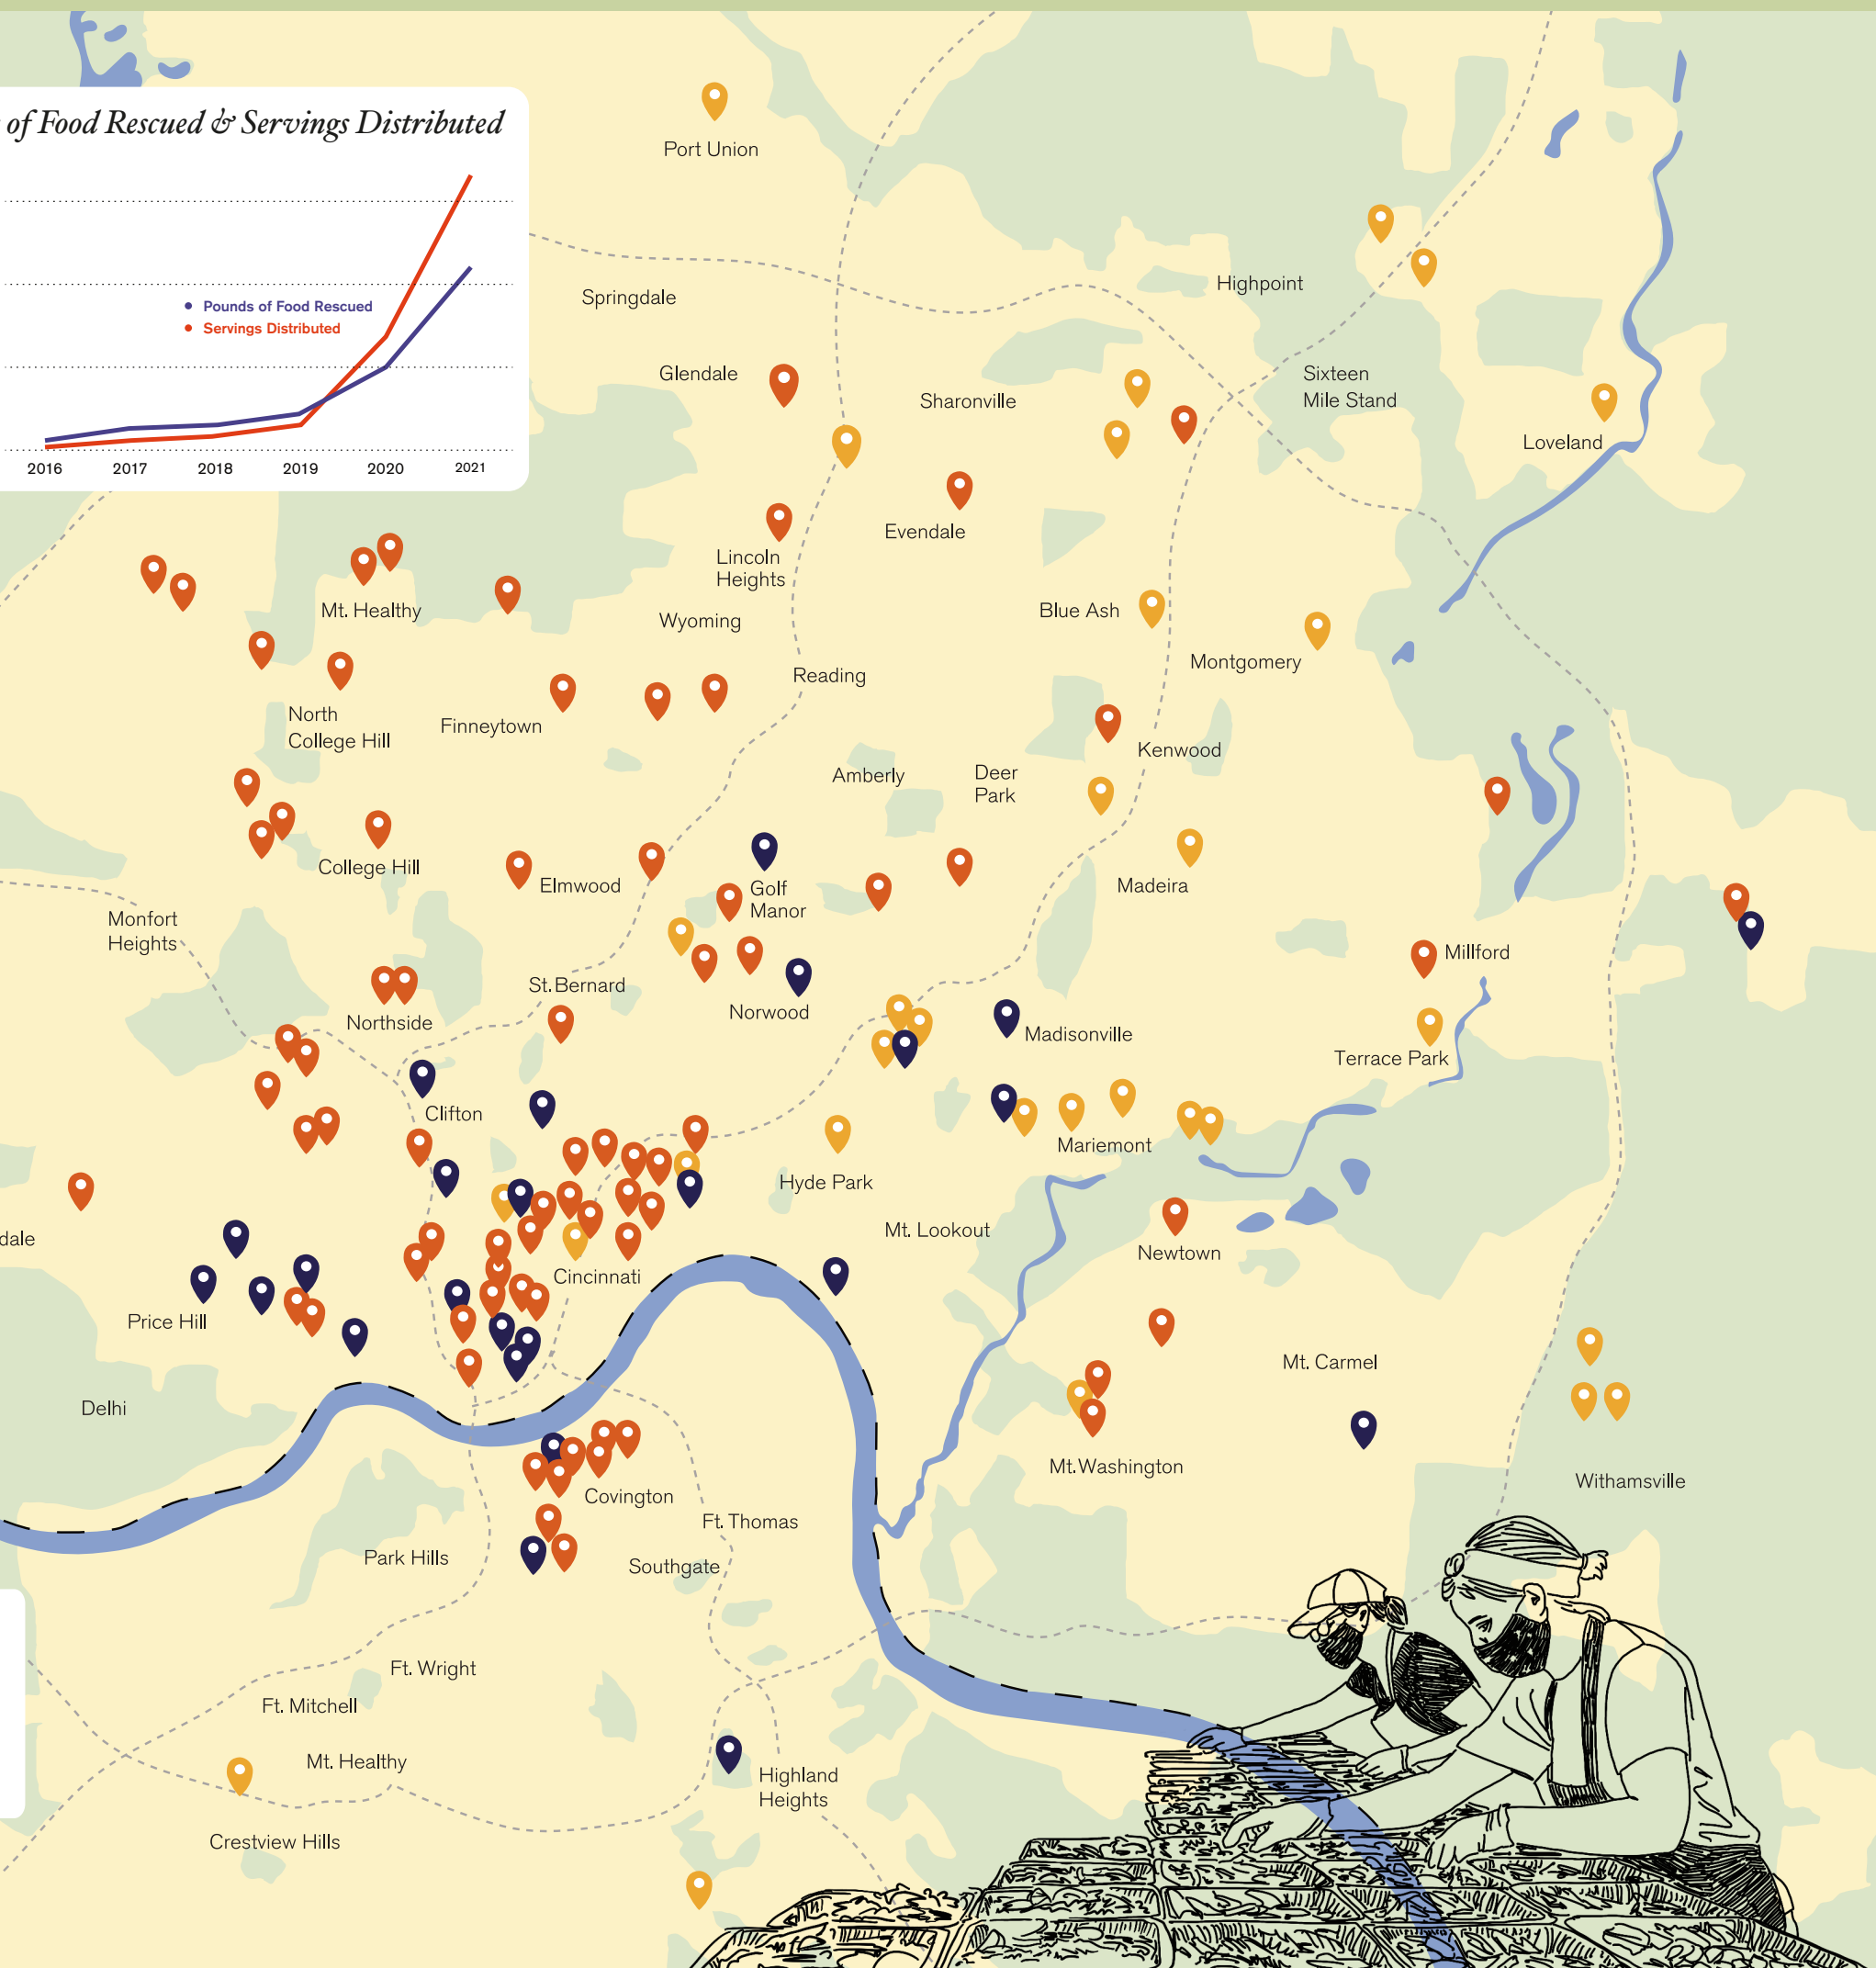 of Food Rescued & Servings Distributed
Pounds of Food Rescued
Servings Distributed
2016 2017 2018 2019 2020 2021
Port Union
Springdale
Highpoint
Glendale
Sharonville
Sixteen
Mile Stand
Loveland
Evendale
Lincoln
Heights
Mt. Healthy
Wyoming
Blue Ash
Montgomery
Reading
North
College Hill
Finneytown
Kenwood
Amberly
Deer
Park
College Hill
Elmwood
Golf
Manor
Madeira
Monfort
Heights
Millford
St. Bernard
Norwood
Northside
Madisonville
Terrace Park
Clifton
Mariemont
Hyde Park
dale
Mt. Lookout
Newtown
Cincinnati
Price Hill
Mt. Carmel
Delhi
Mt. Washington
Withamsville
Covington
Ft. Thomas
Park Hills
Southgate
Ft. Wright
Ft. Mitchell
Mt. Healthy
Highland
Heights
Crestview Hills